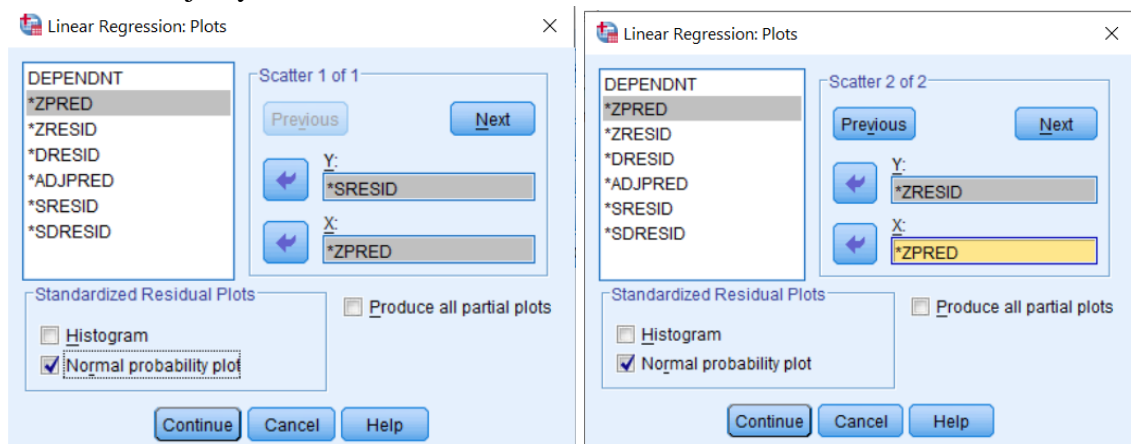 Linear Regression: Plots
DEPENDNT
*ZPRED
*ZRESID
*DRESID
*ADJPRED
*SRESID
*SDRESID
Scatter 1 of 1
Previous
Next
Y:
*SRESID
X:
*ZPRED
Standardized Residual Plots
Histogram
Normal probability plot
Produce all partial plots
Continue
Cancel
Help
Linear Regression: Plots
DEPENDNT
*ZPRED
*ZRESID
*DRESID
*ADJPRED
*SRESID
*SDRESID
Scatter 2 of 2
Previous
Next
Y:
*ZRESID
X:
*ZPRED
Standardized Residual Plots
Histogram
Normal probability plot
Produce all partial plots
Continue
Cancel
Help